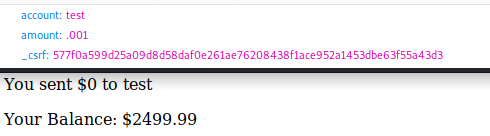 account: test
amount: .001
_csrf: 577f0a599d25a09d8d58daf0e261ae76208438f1ace952a1453dbe63f55a43d3
You sent $0 to test
Your Balance: $2499.99